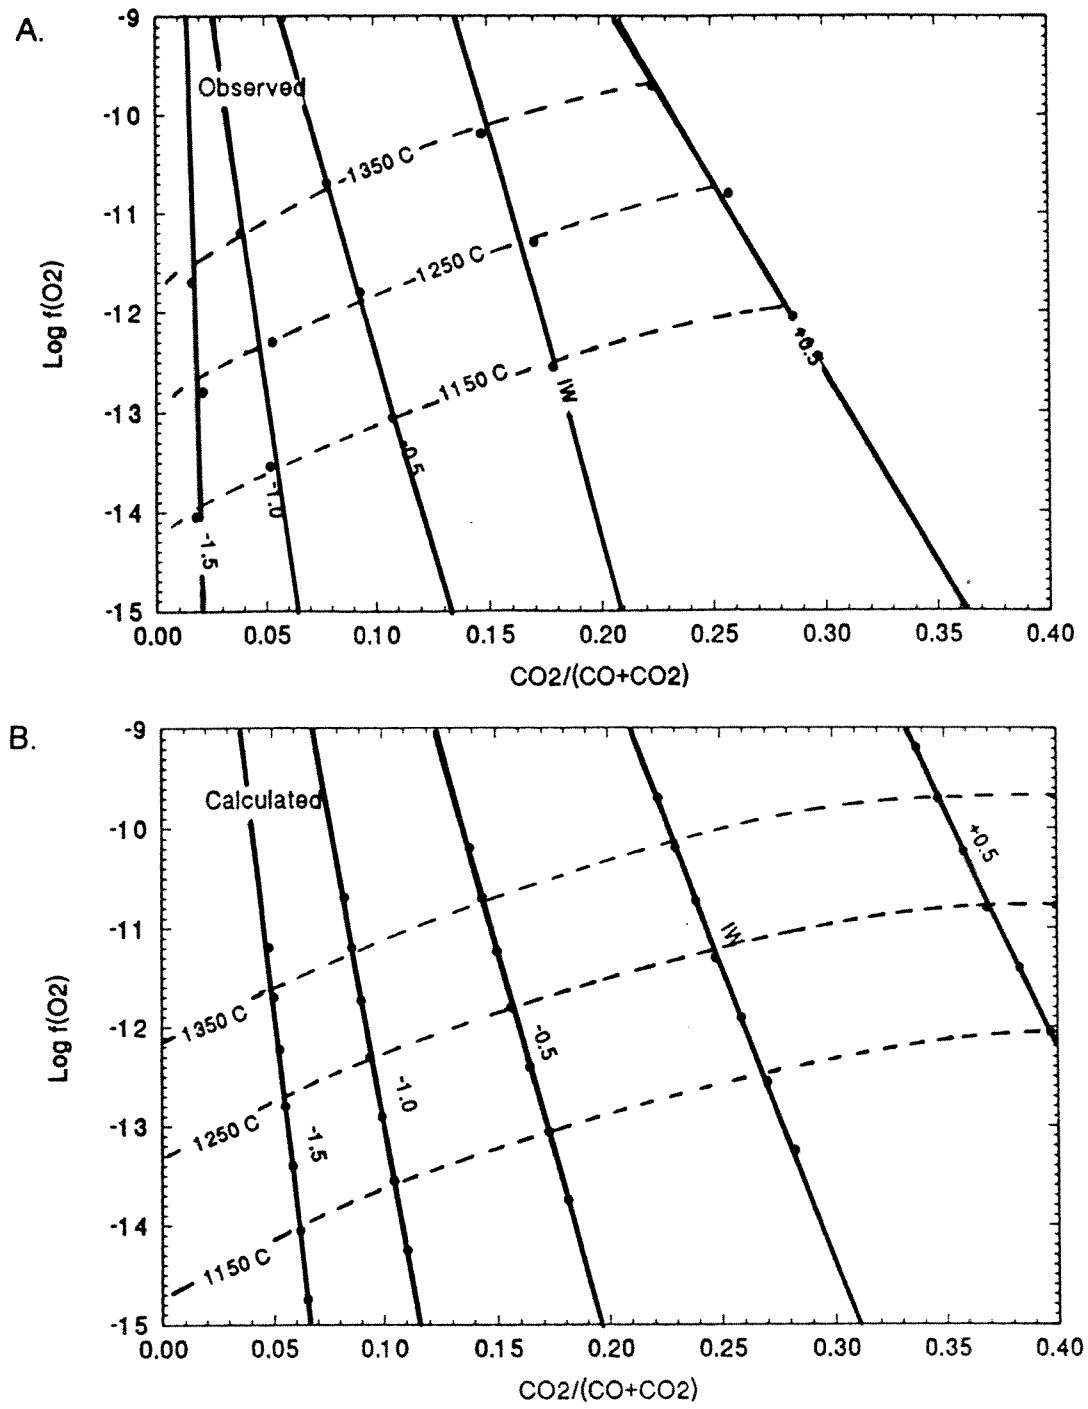 A.
-9
-10
-11
-12
-13
-14
-15
Log f(O2)
Observed
-1350 C
-1250 C
1150 C
-1.5
-1.0
-0.5
IW
+0.5
0.00 0.05 0.10 0.15 0.20 0.25 0.30 0.35 0.40
CO2/(CO+CO2)
B.
-9
-10
-11
-12
-13
-14
-15
Log f(O2)
Calculated
1350 C
1250 C
1150 C
-1.5
-1.0
-0.5
IW
+0.5
0.00 0.05 0.10 0.15 0.20 0.25 0.30 0.35 0.40
CO2/(CO+CO2)